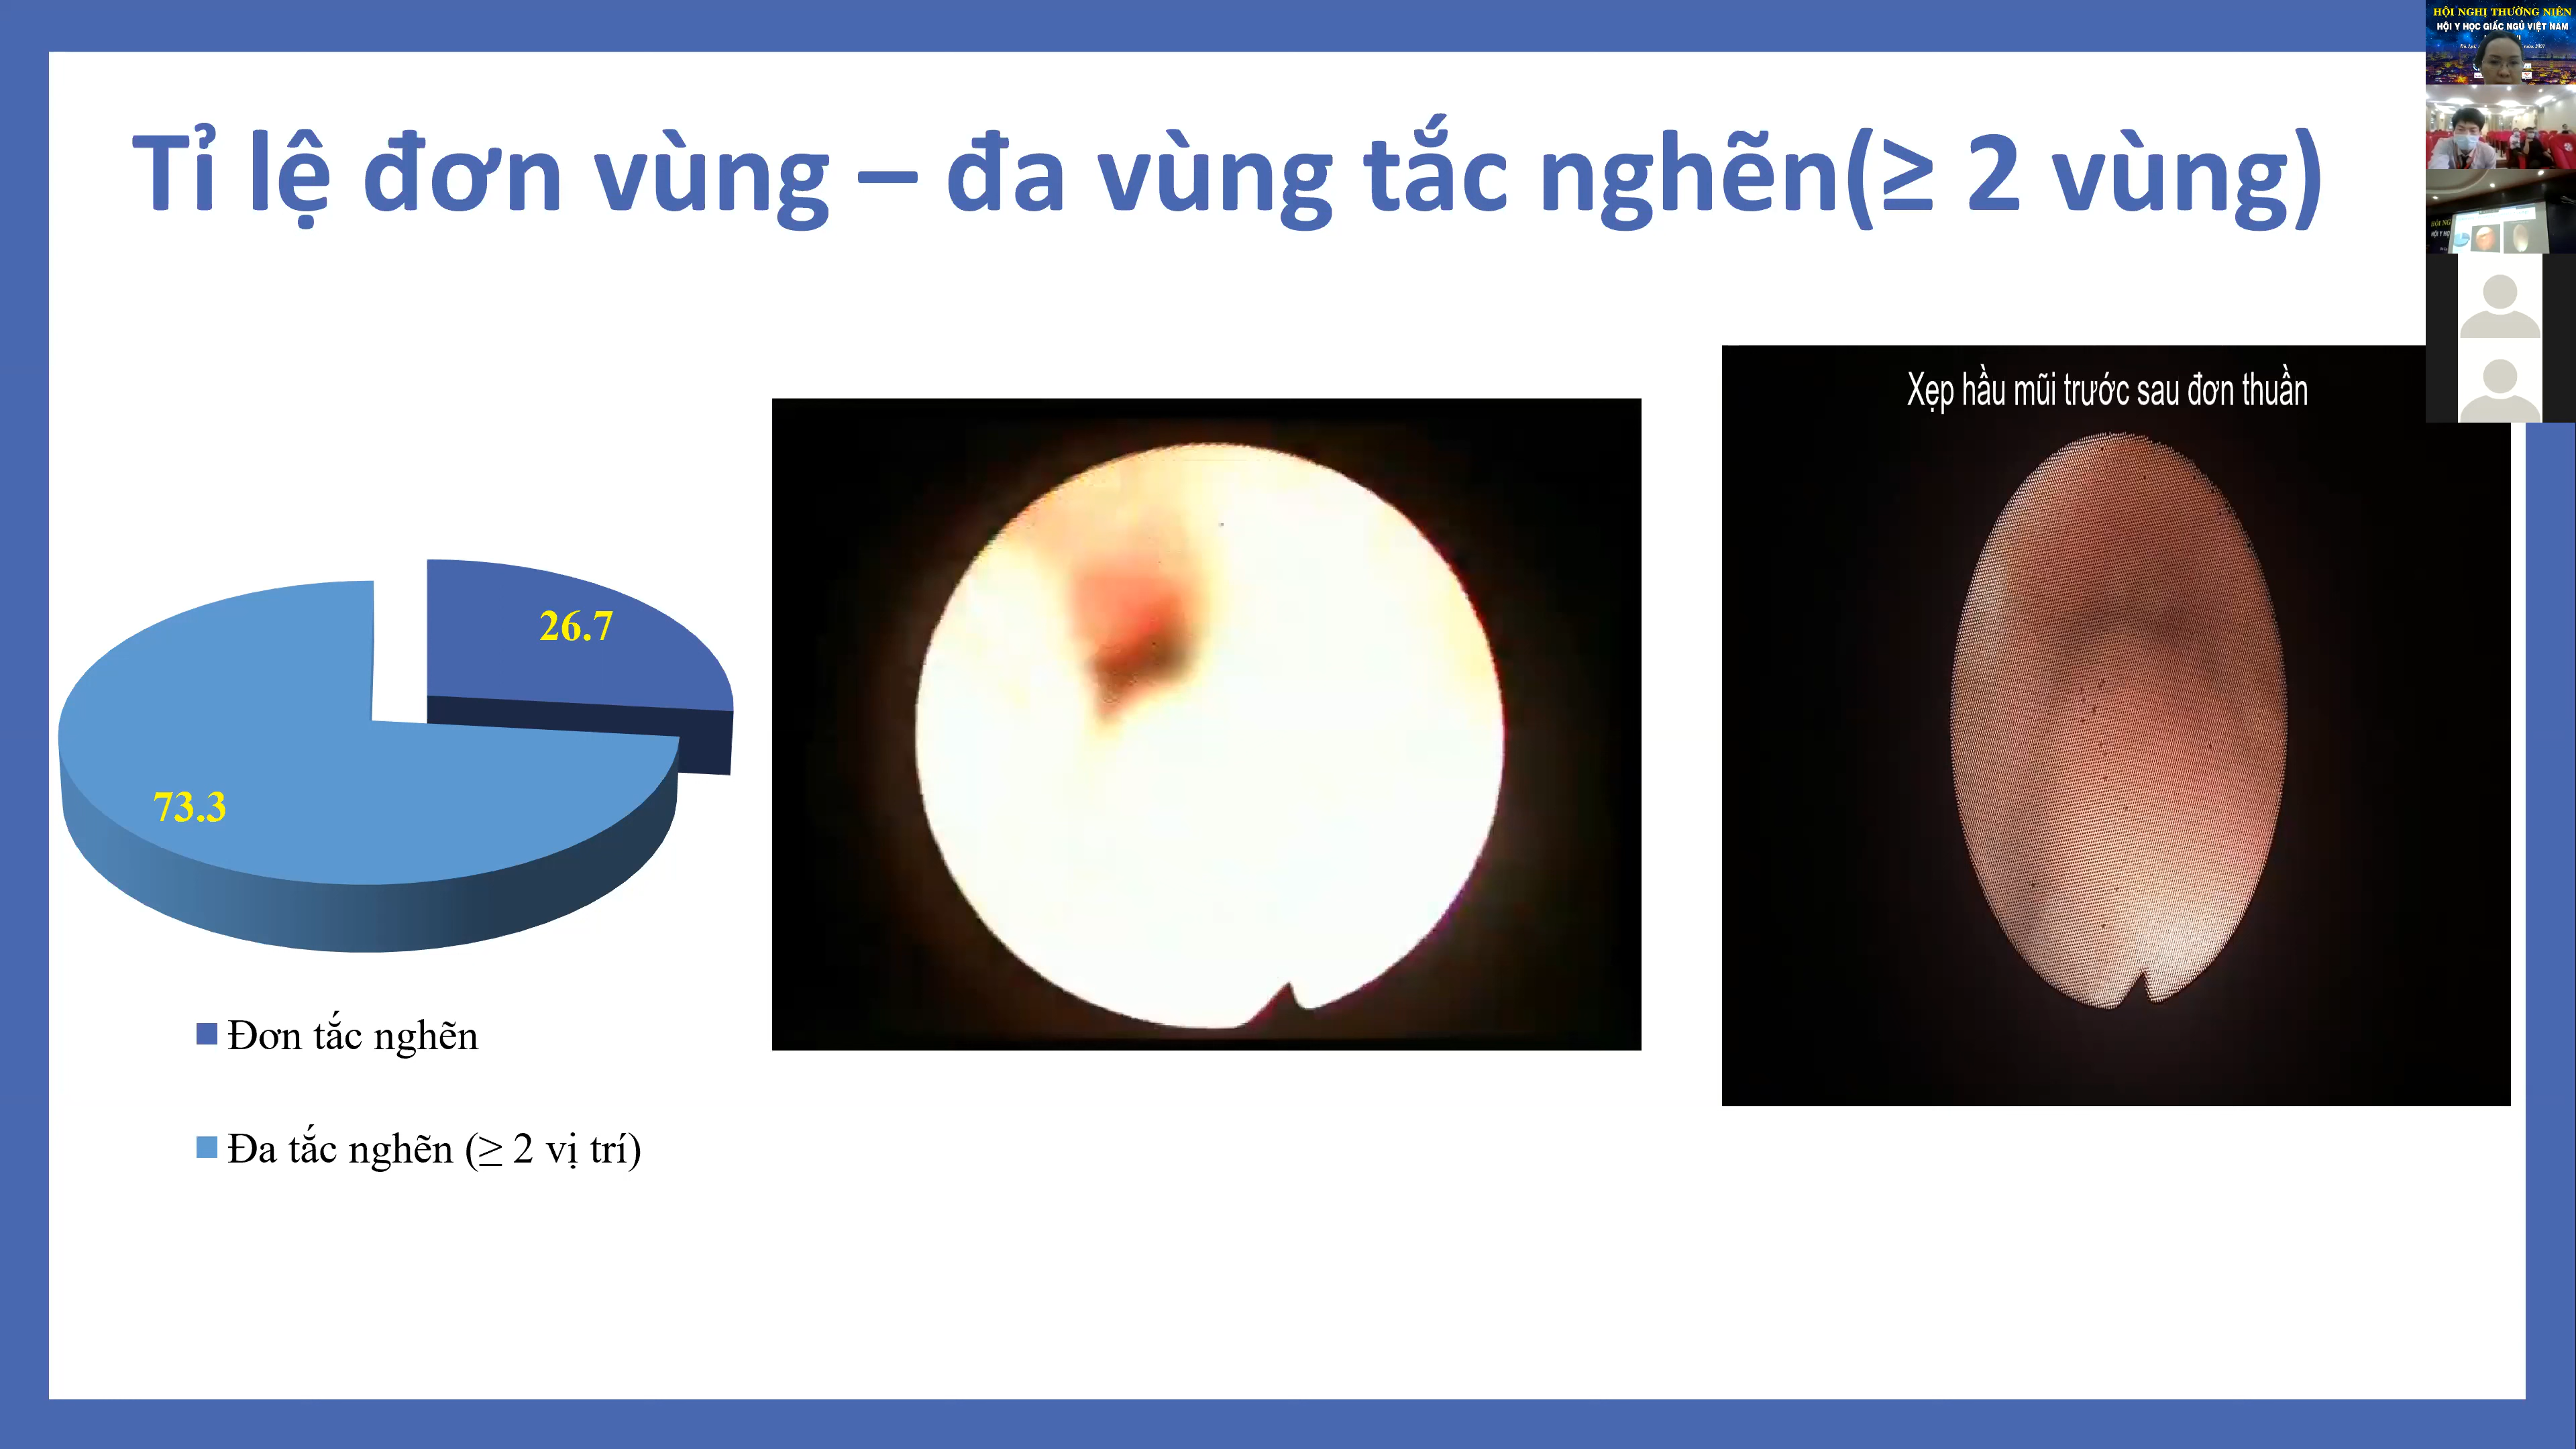 Tỉ lệ đơn vùng – đa vùng tắc nghẽn(≥ 2 vùng)
HỘI NGHỊ THƯỜNG NIÊN
HỘI Y HỌC GIẤC NGỦ VIỆT NAM
Xẹp hầu mũi trước sau đơn thuần
26.7
73.3
Đơn tắc nghẽn
Đa tắc nghẽn (≥ 2 vị trí)